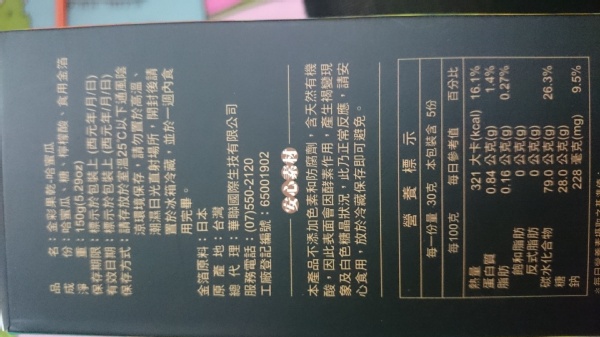 品名：金彩果乾-哈蜜瓜
成分：哈蜜瓜、糖、果梅醋、食用金箔
淨重：150g(5.29oz)
保存期限：標示於包裝上 (西元年/月/日)
有效日期：標示於包裝上 (西元年/月/日)
保存方式：請存放於室溫25℃以下通風陰
涼環境保存，請勿置於高溫、
潮濕日光直射場所，開封後請
置於冰箱冷藏，並於一週內食
用完畢。
金箔原料：日本
原產地：台灣
總代理：華聯國際生技有限公司
服務電話：(07)550-2120
工廠登記編號：65001902
安心素材
本產品不添加色素和防腐劑，含天然有機
酸，因此表面會因酵素作用，產生褐變現
象及白色糖晶狀況，此乃正常反應，請安
心食用，放於冷藏保存即可避免。
營養標示
每一份量 30克 本包裝含 5份
每100克 每日參考值 百分比
熱量 321 大卡(kcal) 16.1%
蛋白質 0.84 公克(g) 1.4%
脂肪 0.16 公克(g) 0.27%
飽和脂肪 0 公克(g)
反式脂肪 0 公克(g)
碳水化合物 79.0 公克(g) 26.3%
糖 28.0 公克(g)
鈉 228 毫克(mg) 9.5%